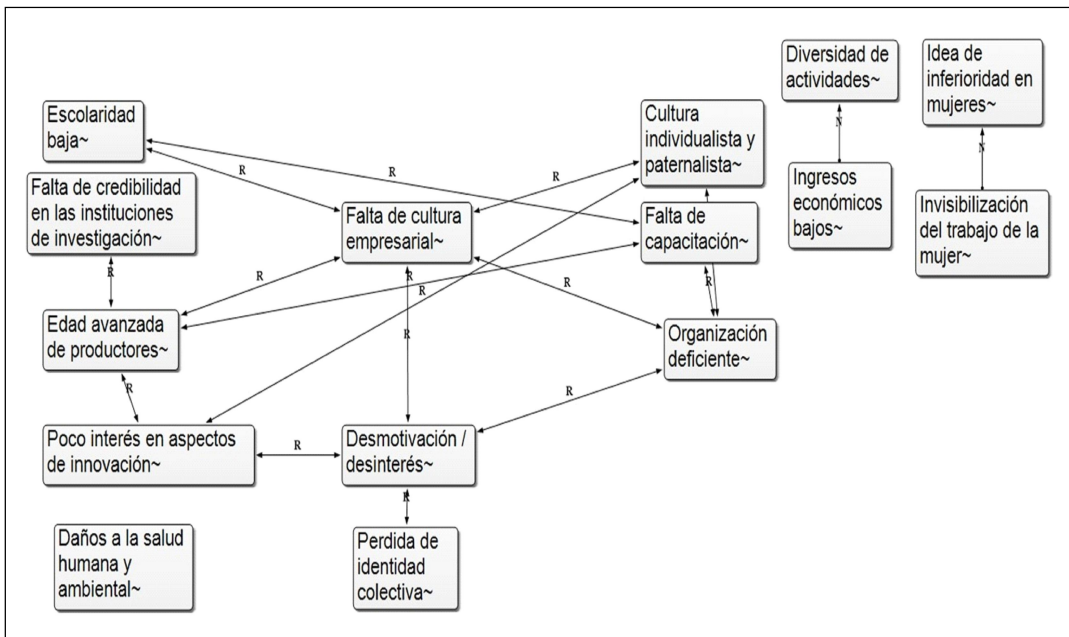 Diversidad de
actividades~
Idea de
inferioridad en
mujeres~
Escolaridad
baja~
Cultura
individualista y
paternalista~
N
N
R
R
R
Ingresos
económicos
bajos~
Falta de credibilidad
en las instituciones
de investigación~
Falta de cultura
empresarial~
Falta de
capacitación~
Invisibilización
del trabajo de la
mujer~
R
R
R
R
R
R
Edad avanzada
de productores~
R
Organización
deficiente~
R
R
Poco interés en aspectos
de innovación~
R
Desmotivación /
desinterés~
R
Daños a la salud
humana y
ambiental~
Perdida de
identidad
colectiva~